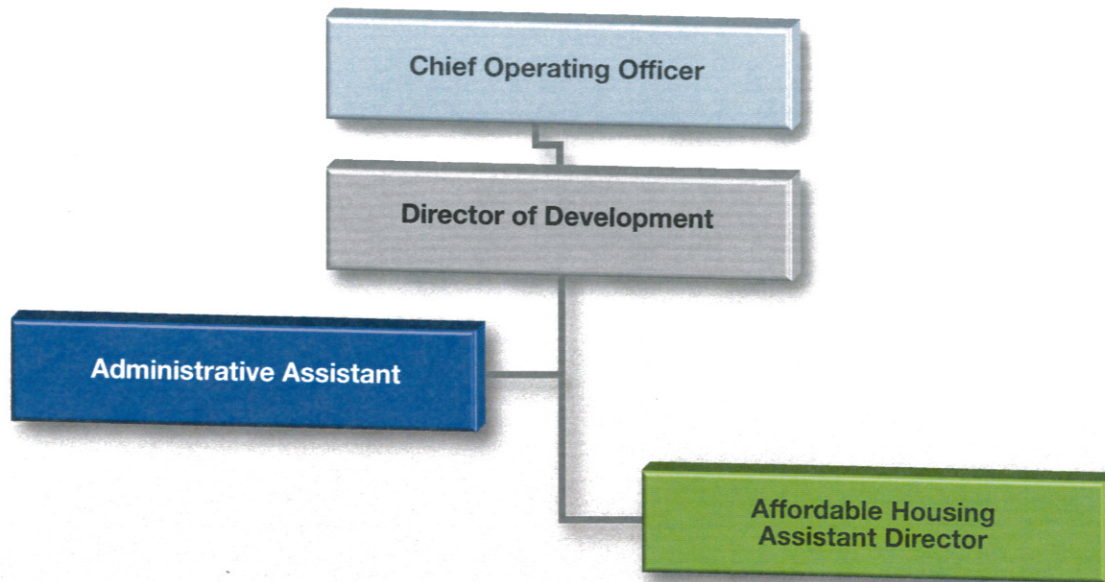 Chief Operating Officer
Director of Development
Administrative Assistant
Affordable Housing
Assistant Director